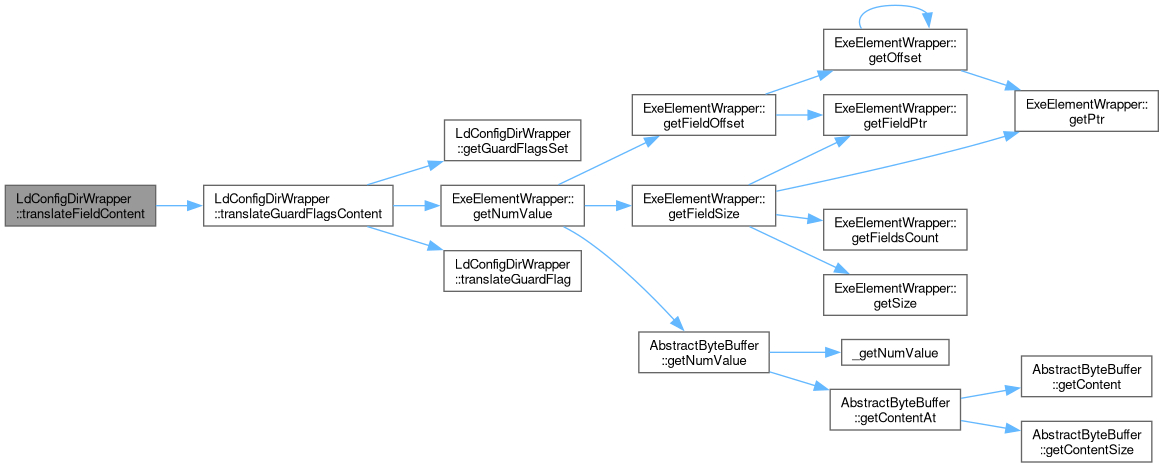 LdConfigDirWrapper
::translateFieldContent
LdConfigDirWrapper
::translateGuardFlagsContent
LdConfigDirWrapper
::getGuardFlagsSet
ExeElementWrapper::
getNumValue
LdConfigDirWrapper
::translateGuardFlag
ExeElementWrapper::
getFieldOffset
ExeElementWrapper::
getFieldSize
AbstractByteBuffer
::getNumValue
ExeElementWrapper::
getOffset
ExeElementWrapper::
getFieldPtr
ExeElementWrapper::
getFieldsCount
ExeElementWrapper::
getSize
_getNumValue
AbstractByteBuffer
::getContentAt
ExeElementWrapper::
getPtr
AbstractByteBuffer
::getContent
AbstractByteBuffer
::getContentSize